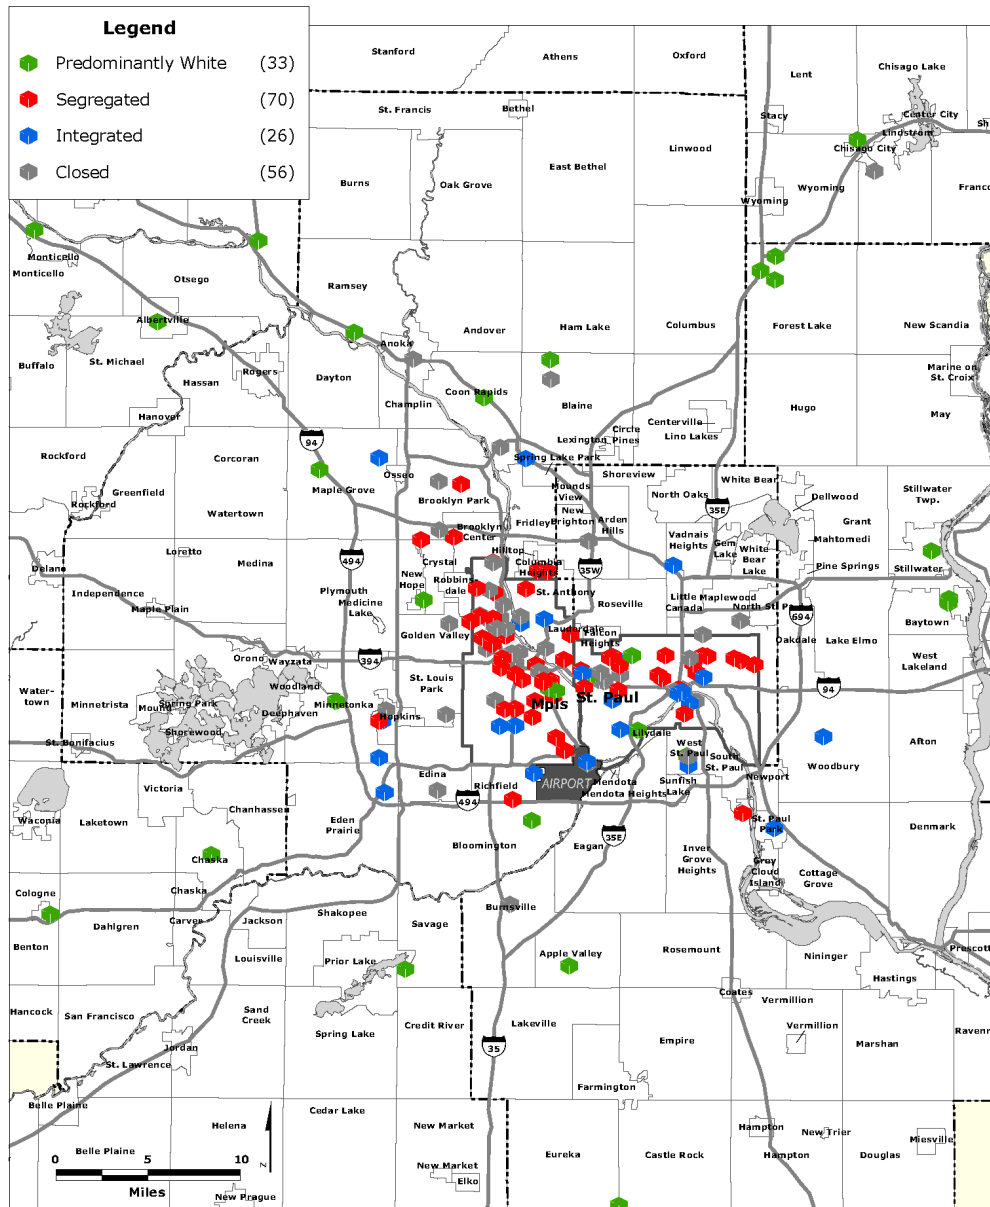 Legend
Predominantly White (33)
Segregated (70)
Integrated (26)
Closed (56)
Stanford
Athens
Oxford
Lent
Chisago Lake
St. Francis
Bethel
Stacy
Center City
Lindstrom
Sh
Chisago City
Linwood
East Bethel
Burns
Oak Grove
Wyoming
Franco
Wyoming
Monticello
Monticello
Otsego
Ramsey
Albertville
Andover
Ham Lake
Columbus
Forest Lake
New Scandia
Anoka
Buffalo
St. Michael
Rogers
Dayton
Hassan
Marine on
St. Croix
Coon Rapids
Champlin
Blaine
Hugo
May
Hanover
Centerville
Circle
Pines
Lexington
Lino Lakes
94
Rockford
Corcoran
Spring Lake Park
Osseo
Shoreview
White Bear
Mounds
View
North Oaks
Dellwood
Stillwater
Twp.
Greenfield
Rockford
Maple Grove
Brooklyn Park
New
Brighton
35E
Watertown
Fridley
Arden
Hills
Grant
Brooklyn
Center
Vadnais
Heights
Gem
Lake
Mahtomedi
White
Bear
Lake
Loretto
Hilltop
Medina
494
Crystal
Columbia
Heights
35W
Pine Springs
Stillwater
Delano
New
Hope
Robbins-
dale
Independence
Plymouth
St. Anthony
Little
Canada
Maplewood
Medicine
Lake
Roseville
North St Pa
Maple Plain
694
Baytown
Golden Valley
Lauderdale
Falcon
Heights
Oakdale
Lake Elmo
394
Orono
Wayzata
West
Lakeland
St. Louis
Park
Woodland
94
Water-
town
Minnetrista
Spring Park
Mound
Minnetonka
Mpls
St. Paul
Deephaven
Hopkins
Shorewood
Lilydale
St. Bonifacius
West
St. Paul
South
St. Paul
Afton
Woodbury
Edina
Richfield
AIRPORT
Mendota
Mendota Heights
Sunfish
Lake
Newport
Victoria
494
Chanhassen
Waconia
Laketown
Eden
Prairie
St. Paul
Park
Denmark
35E
Bloomington
Eagan
Inver
Grove
Heights
Chaska
Grey
Cloud
Island
Cottage
Grove
Cologne
Chaska
Burnsville
Shakopee
Carver
Jackson
Dahlgren
Savage
Benton
Louisville
Prior Lake
Apple Valley
Rosemount
Prescott
Nininger
Hastings
Coates
Vermillion
Hancock
San Francisco
Sand
Creek
Spring Lake
Credit River
Lakeville
Vermillion
Ravenn
Jordan
35
Empire
Marshan
St. Lawrence
Farmington
Belle Plaine
Cedar Lake
Helena
New Market
Hampton
New Trier
Miesville
Belle Plaine
Eureka
Castle Rock
Hampton
Douglas
0 5 10
Miles
N
New Market
Elko
New Prague